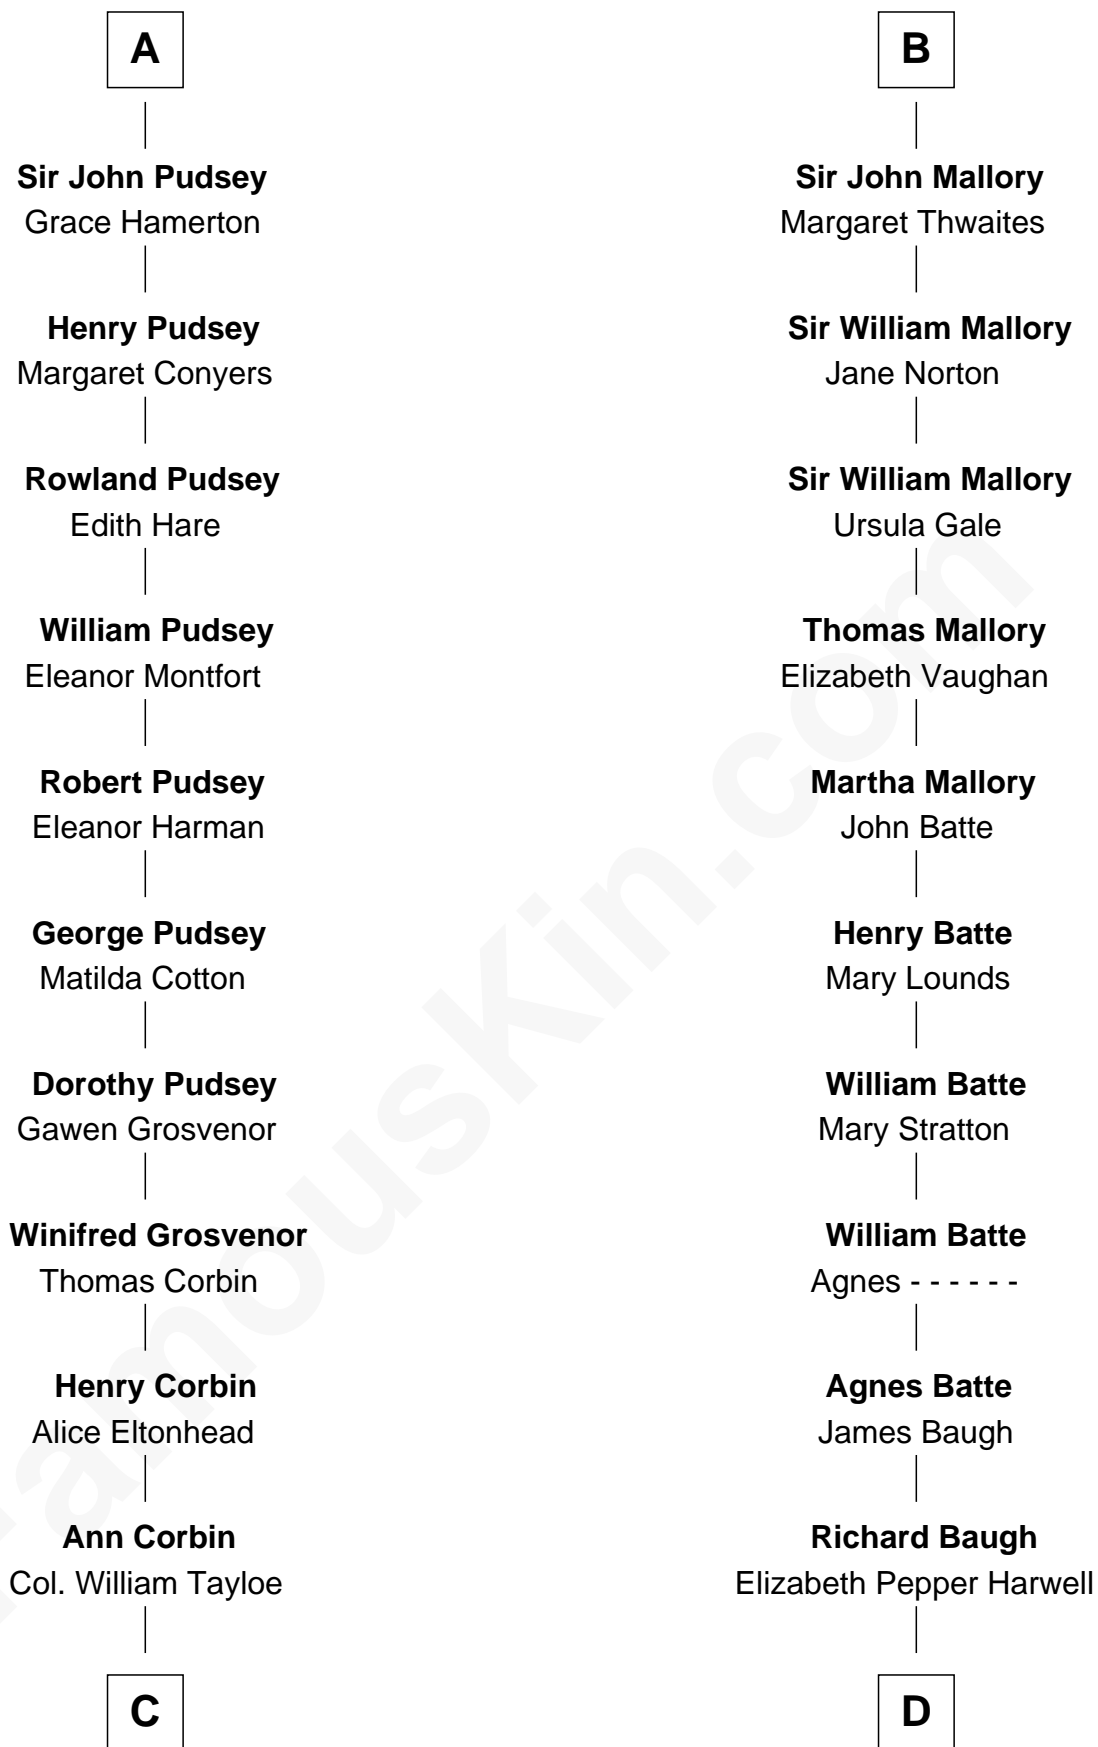 A
Sir John Pudsey
Grace Hamerton
Henry Pudsey
Margaret Conyers
Rowland Pudsey
Edith Hare
William Pudsey
Eleanor Montfort
Robert Pudsey
Eleanor Harman
George Pudsey
Matilda Cotton
Dorothy Pudsey
Gawen Grosvenor
Winifred Grosvenor
Thomas Corbin
Henry Corbin
Alice Eltonhead
Ann Corbin
Col. William Tayloe
C
B
Sir John Mallory
Margaret Thwaites
Sir William Mallory
Jane Norton
Sir William Mallory
Ursula Gale
Thomas Mallory
Elizabeth Vaughan
Martha Mallory
John Batte
Henry Batte
Mary Lounds
William Batte
Mary Stratton
William Batte
Agnes - - - - - -
Agnes Batte
James Baugh
Richard Baugh
Elizabeth Pepper Harwell
D
FamousKin.com